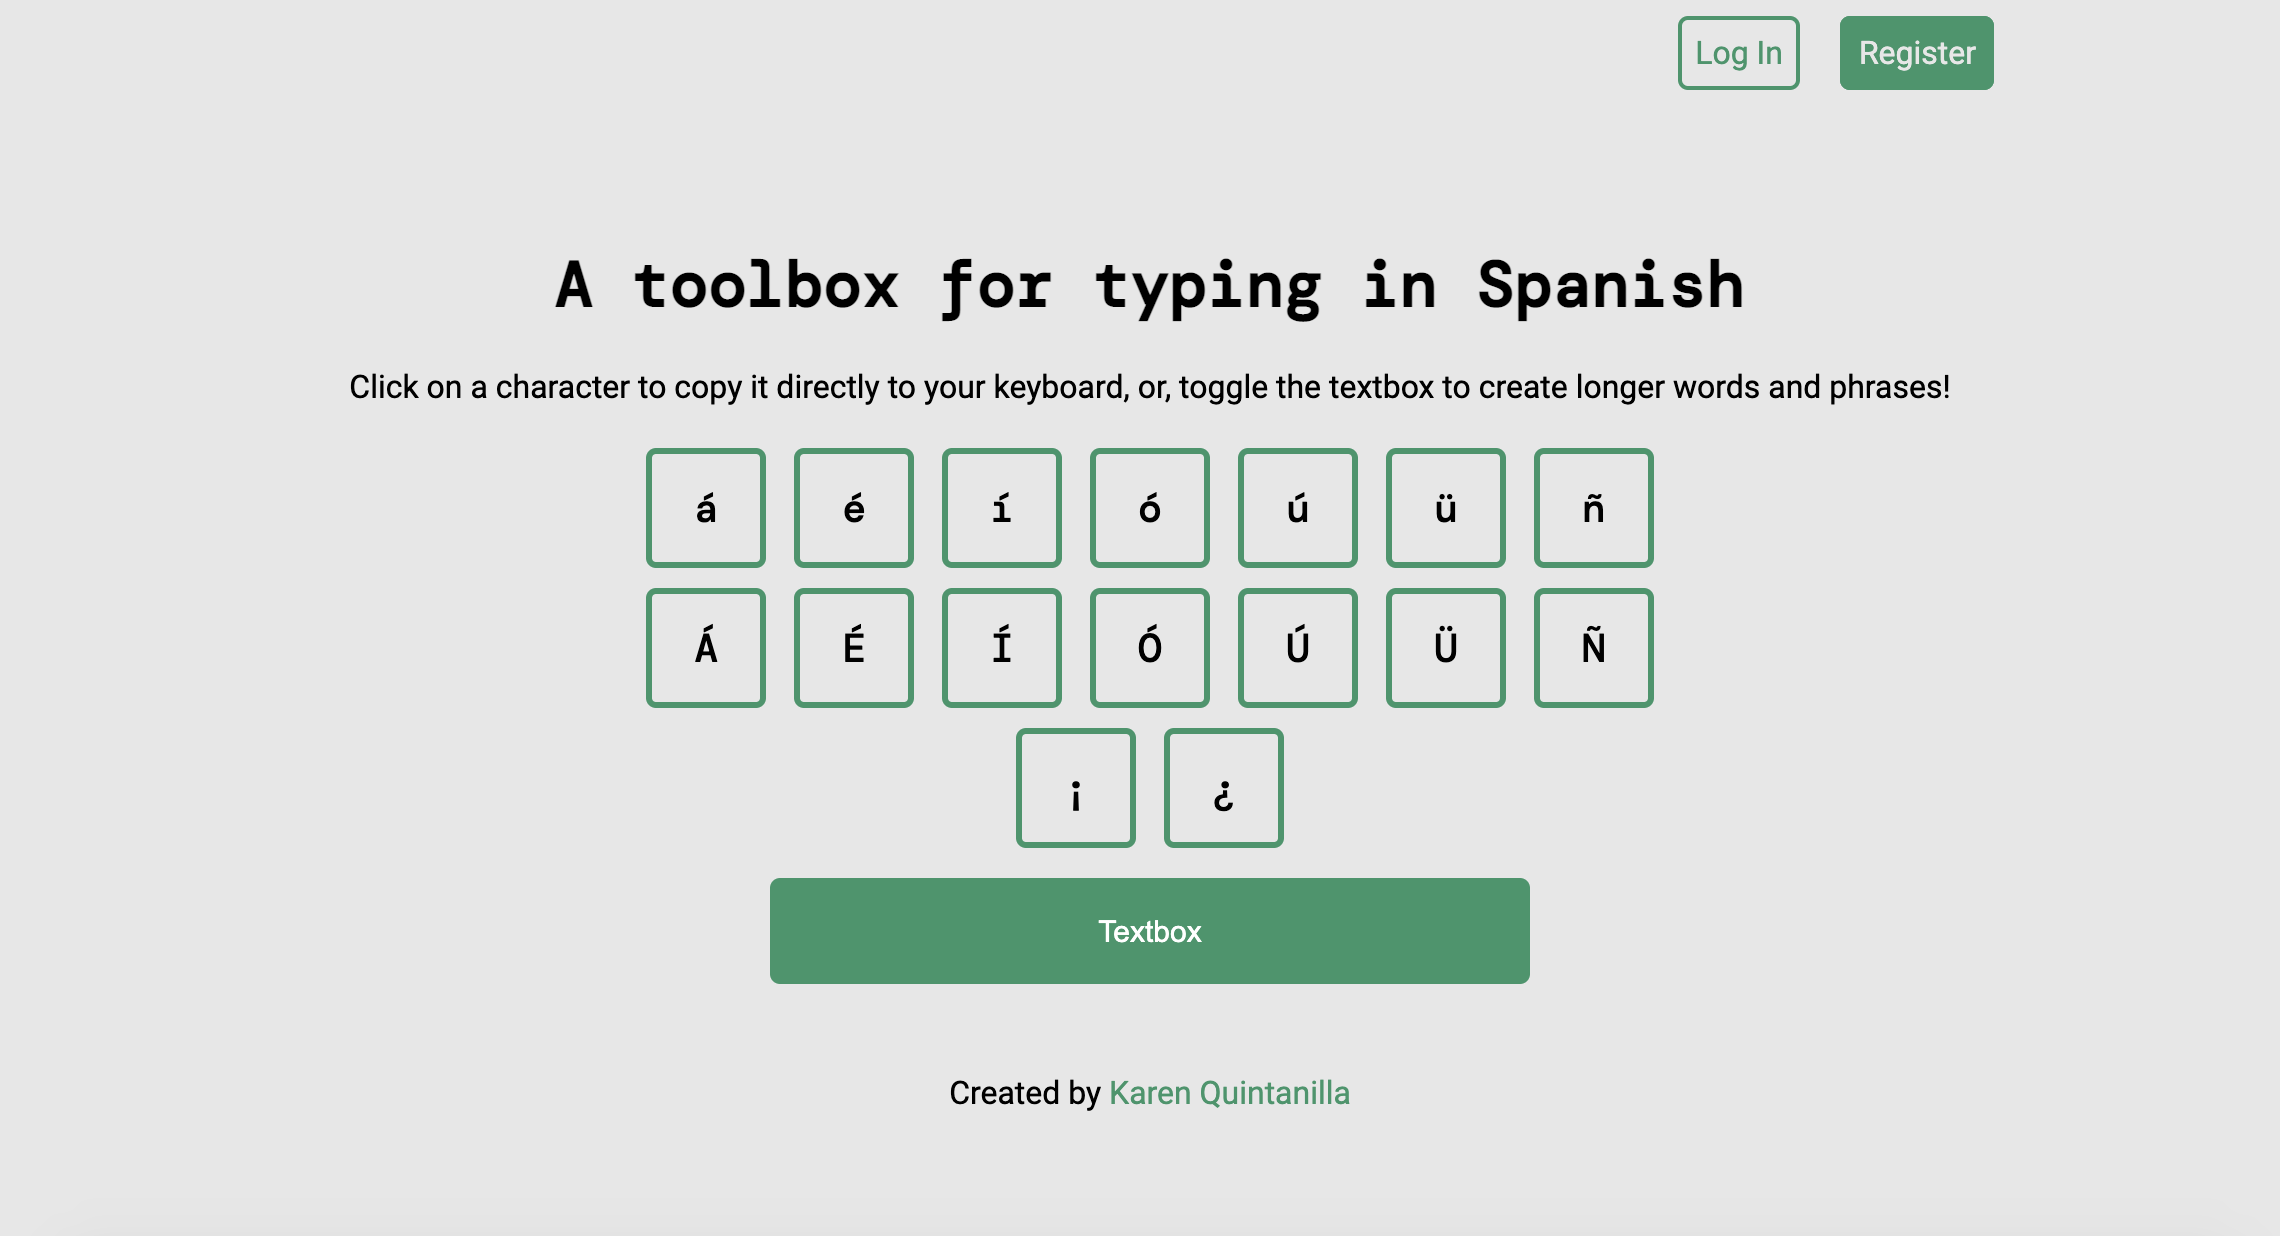 Log In Register
A toolbox for typing in Spanish
Click on a character to copy it directly to your keyboard, or, toggle the textbox to create longer words and phrases!
á é í ó ú ü ñ
Á É Í Ó Ú Ü Ñ
¡ ¿
Textbox
Created by Karen Quintanilla